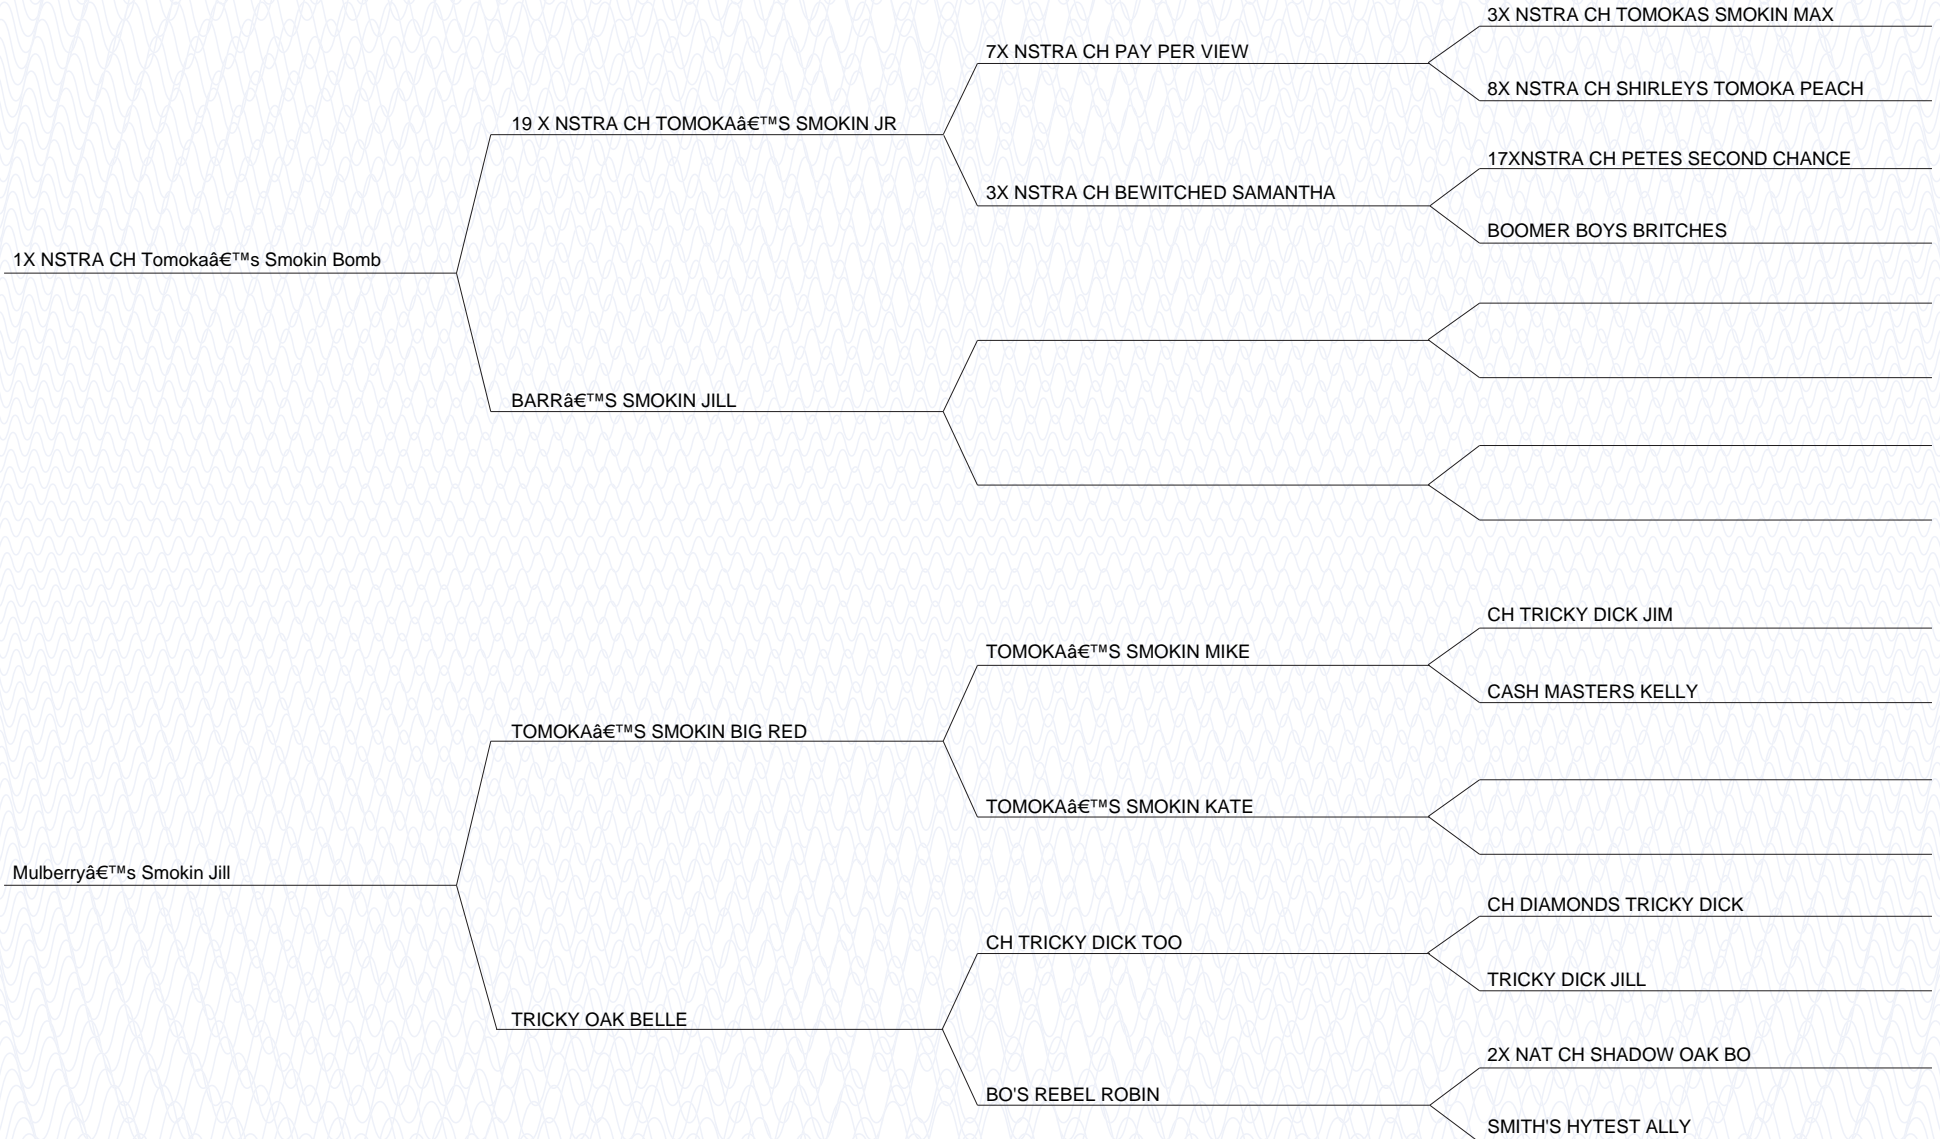 3X NSTRA CH TOMOKAS SMOKIN MAX
7X NSTRA CH PAY PER VIEW
8X NSTRA CH SHIRLEYS TOMOKA PEACH
19 X NSTRA CH TOMOKAâ€™S SMOKIN JR
17XNSTRA CH PETES SECOND CHANCE
3X NSTRA CH BEWITCHED SAMANTHA
BOOMER BOYS BRITCHES
1X NSTRA CH Tomokaâ€™s Smokin Bomb
BARRâ€™S SMOKIN JILL
CH TRICKY DICK JIM
TOMOKAâ€™S SMOKIN MIKE
CASH MASTERS KELLY
TOMOKAâ€™S SMOKIN BIG RED
TOMOKAâ€™S SMOKIN KATE
Mulberryâ€™s Smokin Jill
CH DIAMONDS TRICKY DICK
CH TRICKY DICK TOO
TRICKY DICK JILL
TRICKY OAK BELLE
2X NAT CH SHADOW OAK BO
BO'S REBEL ROBIN
SMITH'S HYTEST ALLY